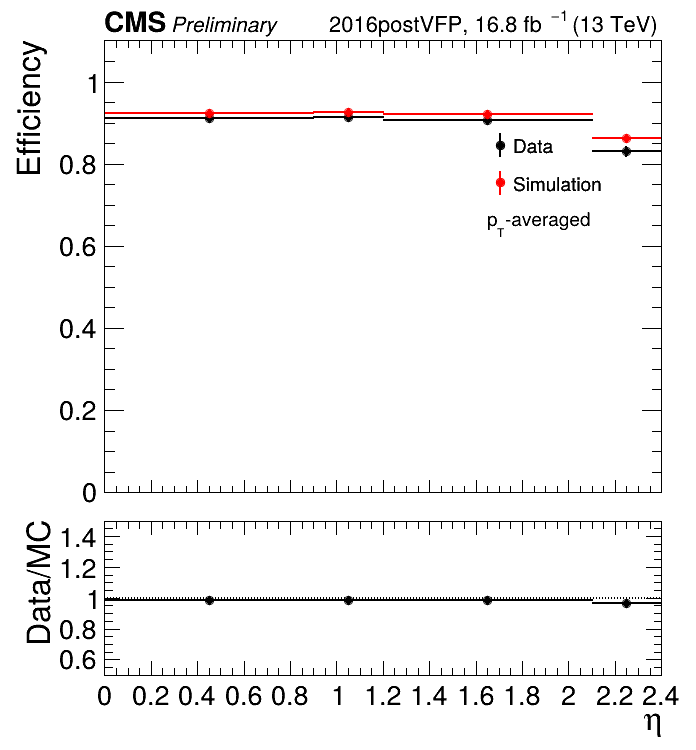 CMS Preliminary 2016postVFP, 16.8 fb⁻¹ (13 TeV)
Efficiency
1
0.8
0.6
0.4
0.2
0
Data
Simulation
p_T-averaged
Data/MC
1.4
1.2
1
0.8
0.6
0 0.2 0.4 0.6 0.8 1 1.2 1.4 1.6 1.8 2 2.2 2.4
η